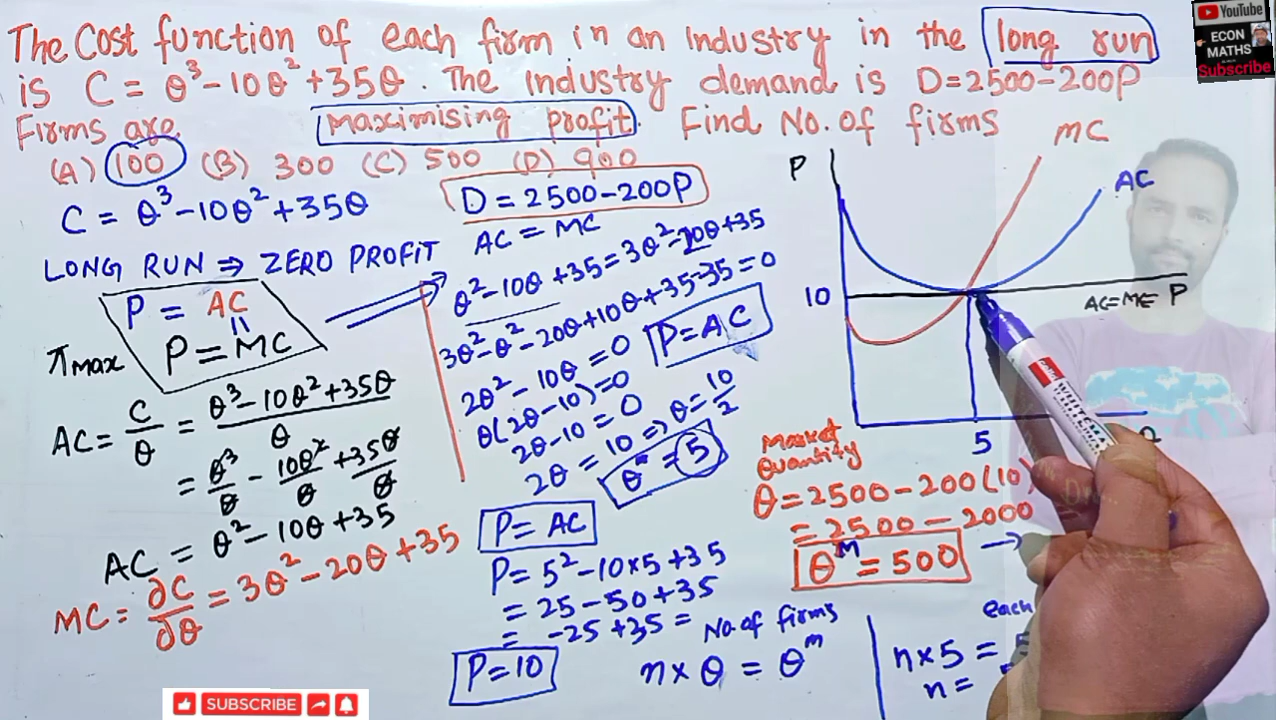 The Cost function of each firm in an Industry in the long run
is C = θ³-10θ²+35θ. The industry demand is D=2500-200P
Firms are maximising profit. Find No. of firms
(A) 100 (B) 300 (C) 500 (D) 900
C = θ³-10θ²+35θ
LONG RUN ⇒ ZERO PROFIT
P = AC
||
πmax P = MC
AC = C/θ = θ³-10θ²+35θ/θ
= θ³/θ - 10θ²/θ + 35θ/θ
AC = θ²-10θ+35
MC = ∂C/∂θ = 3θ²-20θ+35
D = 2500-200P
AC = MC
θ²-10θ+35 = 3θ²-20θ+35
3θ²-θ²-20θ+10θ+35-35=0
2θ²-10θ=0
P=AC
θ(2θ-10)=0
2θ-10=0
2θ=10 ⇒ θ=10/2
θ*=5
P=AC
P=5²-10×5+35
=25-50+35
= -25+35=
P=10
P
MC
AC
10
AC=MC= P
5
Market
Quantity
θ=2500-200(10)
=2500-2000
θᴹ=500 →
No. of firms
n×θ = θᵐ
each
n×5 =
n =
YouTube
ECON
MATHS
Subscribe
SUBSCRIBE